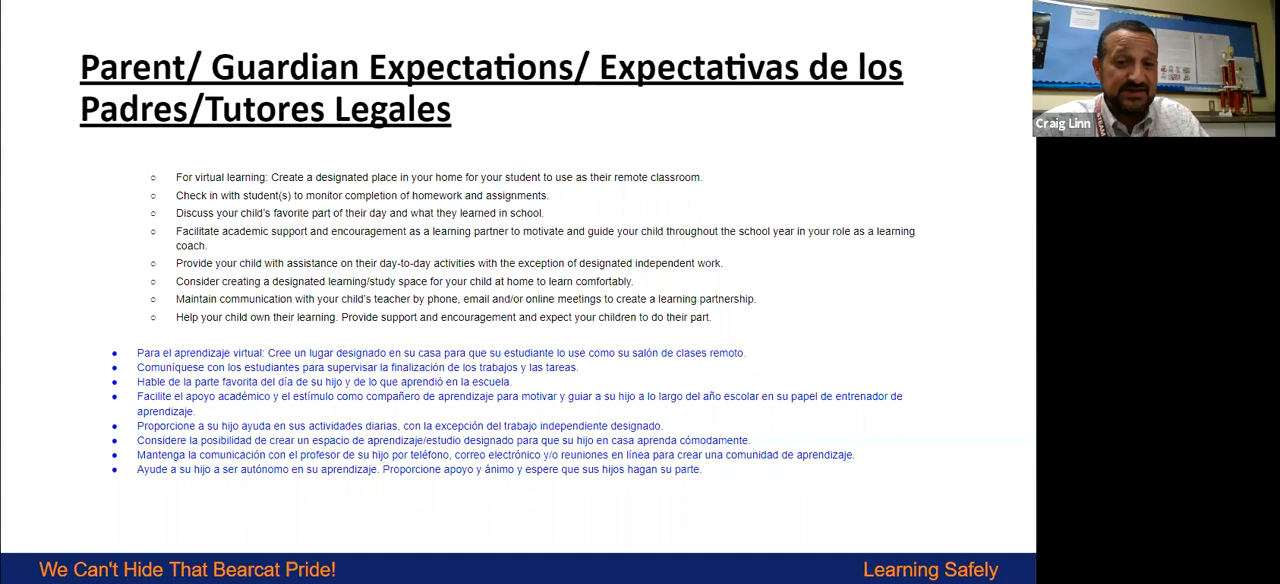 Parent/ Guardian Expectations/ Expectativas de los
Padres/Tutores Legales
For virtual learning: Create a designated place in your home for your student to use as their remote classroom.
Check in with student(s) to monitor completion of homework and assignments.
Discuss your child's favorite part of their day and what they learned in school.
Facilitate academic support and encouragement as a learning partner to motivate and guide your child throughout the school year in your role as a learning
coach.
Provide your child with assistance on their day-to-day activities with the exception of designated independent work.
Consider creating a designated learning/study space for your child at home to learn comfortably.
Maintain communication with your child's teacher by phone, email and/or online meetings to create a learning partnership.
Help your child own their learning. Provide support and encouragement and expect your children to do their part.
Para el aprendizaje virtual: Cree un lugar designado en su casa para que su estudiante lo use como su salón de clases remoto.
Comuníquese con los estudiantes para supervisar la finalización de los trabajos y las tareas.
Hable de la parte favorita del día de su hijo y de lo que aprendió en la escuela.
Facilite el apoyo académico y el estímulo como compañero de aprendizaje para motivar y guiar a su hijo a lo largo del año escolar en su papel de entrenador de
aprendizaje.
Proporcione a su hijo ayuda en sus actividades diarias, con la excepción del trabajo independiente designado.
Considere la posibilidad de crear un espacio de aprendizaje/estudio designado para que su hijo en casa aprenda cómodamente.
Mantenga la comunicación con el profesor de su hijo por teléfono, correo electrónico y/o reuniones en línea para crear una comunidad de aprendizaje.
Ayude a su hijo a ser autónomo en su aprendizaje. Proporcione apoyo y ánimo y espere que sus hijos hagan su parte.
We Can't Hide That Bearcat Pride!
Learning Safely
Craig Linn
STEAM